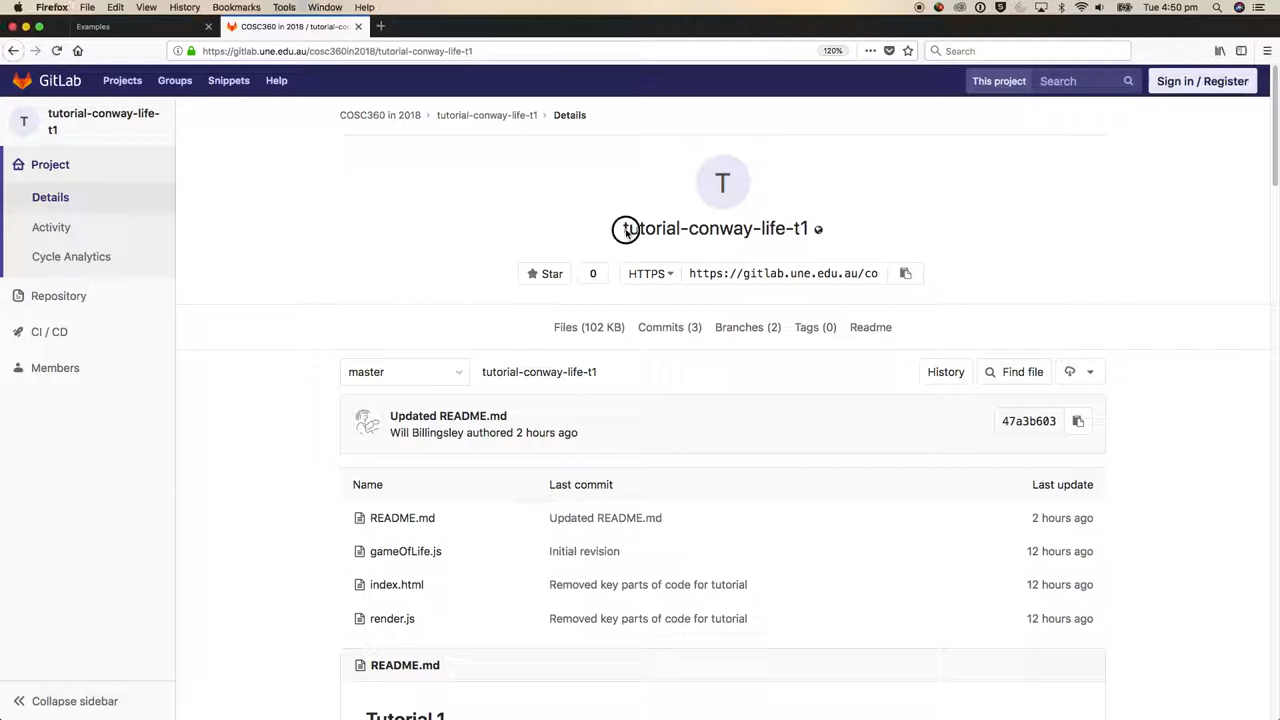 Firefox File Edit View History Bookmarks Tools Window Help Tue 4:50 pm
Examples × COSC360 in 2018 / tutorial-con × +
https://gitlab.une.edu.au/cosc360in2018/tutorial-conway-life-t1 120% Search
GitLab Projects Groups Snippets Help This project Search Sign in / Register
T tutorial-conway-life-
t1
COSC360 in 2018 › tutorial-conway-life-t1 › Details
Project
T
Details
Activity
tutorial-conway-life-t1
Cycle Analytics
Star 0 HTTPS https://gitlab.une.edu.au/co
Repository
Files (102 KB) Commits (3) Branches (2) Tags (0) Readme
CI / CD
Members
master tutorial-conway-life-t1 History Find file
Updated README.md
Will Billingsley authored 2 hours ago
47a3b603
Name Last commit Last update
README.md Updated README.md 2 hours ago
gameOfLife.js Initial revision 12 hours ago
index.html Removed key parts of code for tutorial 12 hours ago
render.js Removed key parts of code for tutorial 12 hours ago
README.md
Collapse sidebar
Tutorial 1